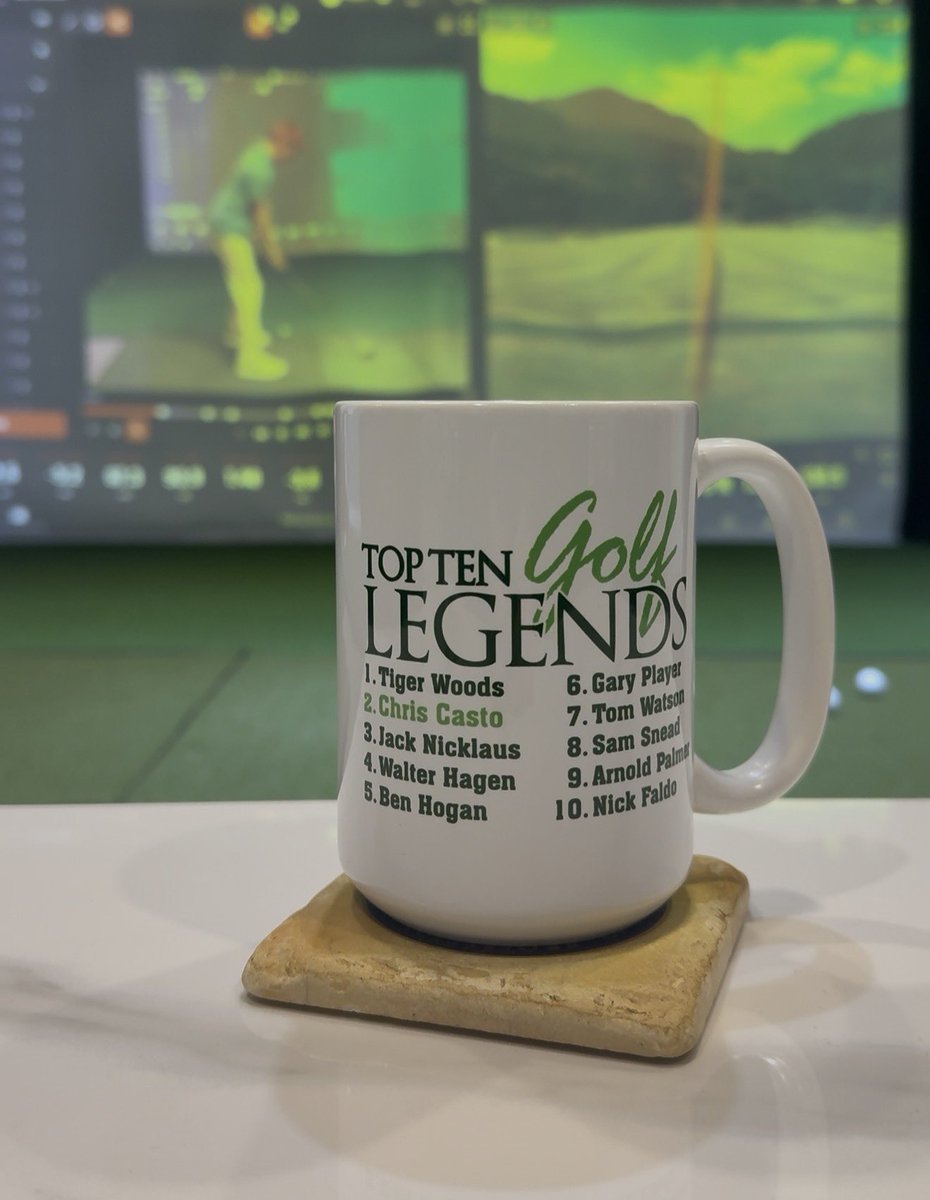 TOP TEN Golf
LEGENDS
1. Tiger Woods
2. Chris Casto
3. Jack Nicklaus
4. Walter Hagen
5. Ben Hogan
6. Gary Player
7. Tom Watson
8. Sam Snead
9. Arnold Palmer
10. Nick Faldo